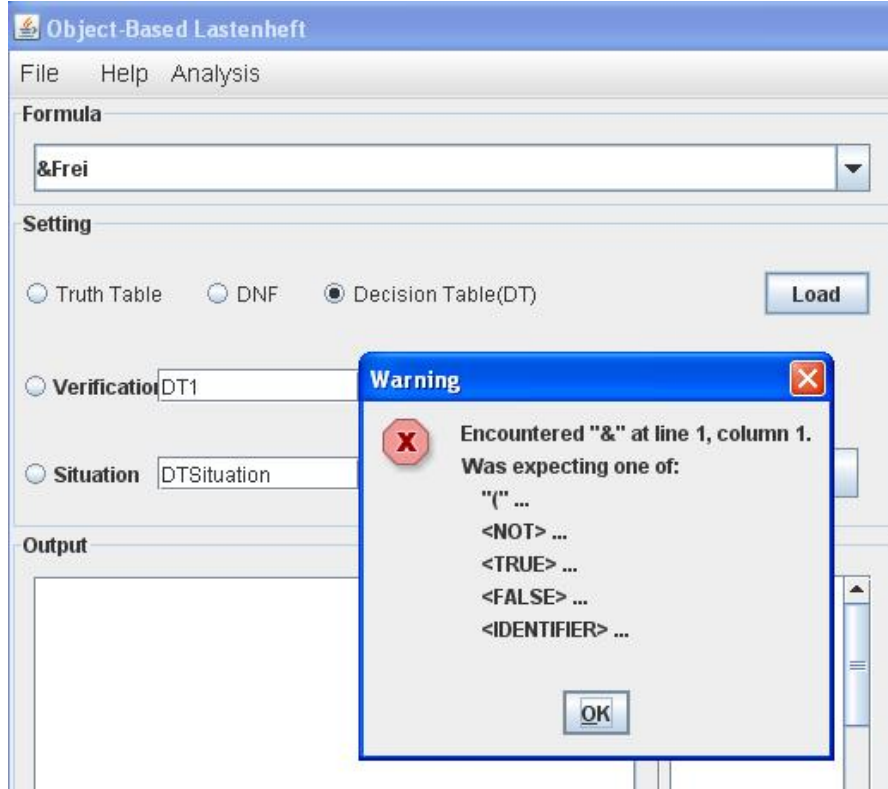 Object-Based Lastenheft
File Help Analysis
Formula
&Frei
Setting
Truth Table DNF Decision Table(DT) Load
Verification DT1
Situation DTSituation
Output
Warning
Encountered "&" at line 1, column 1.
Was expecting one of:
"(" ...
<NOT> ...
<TRUE> ...
<FALSE> ...
<IDENTIFIER> ...
OK